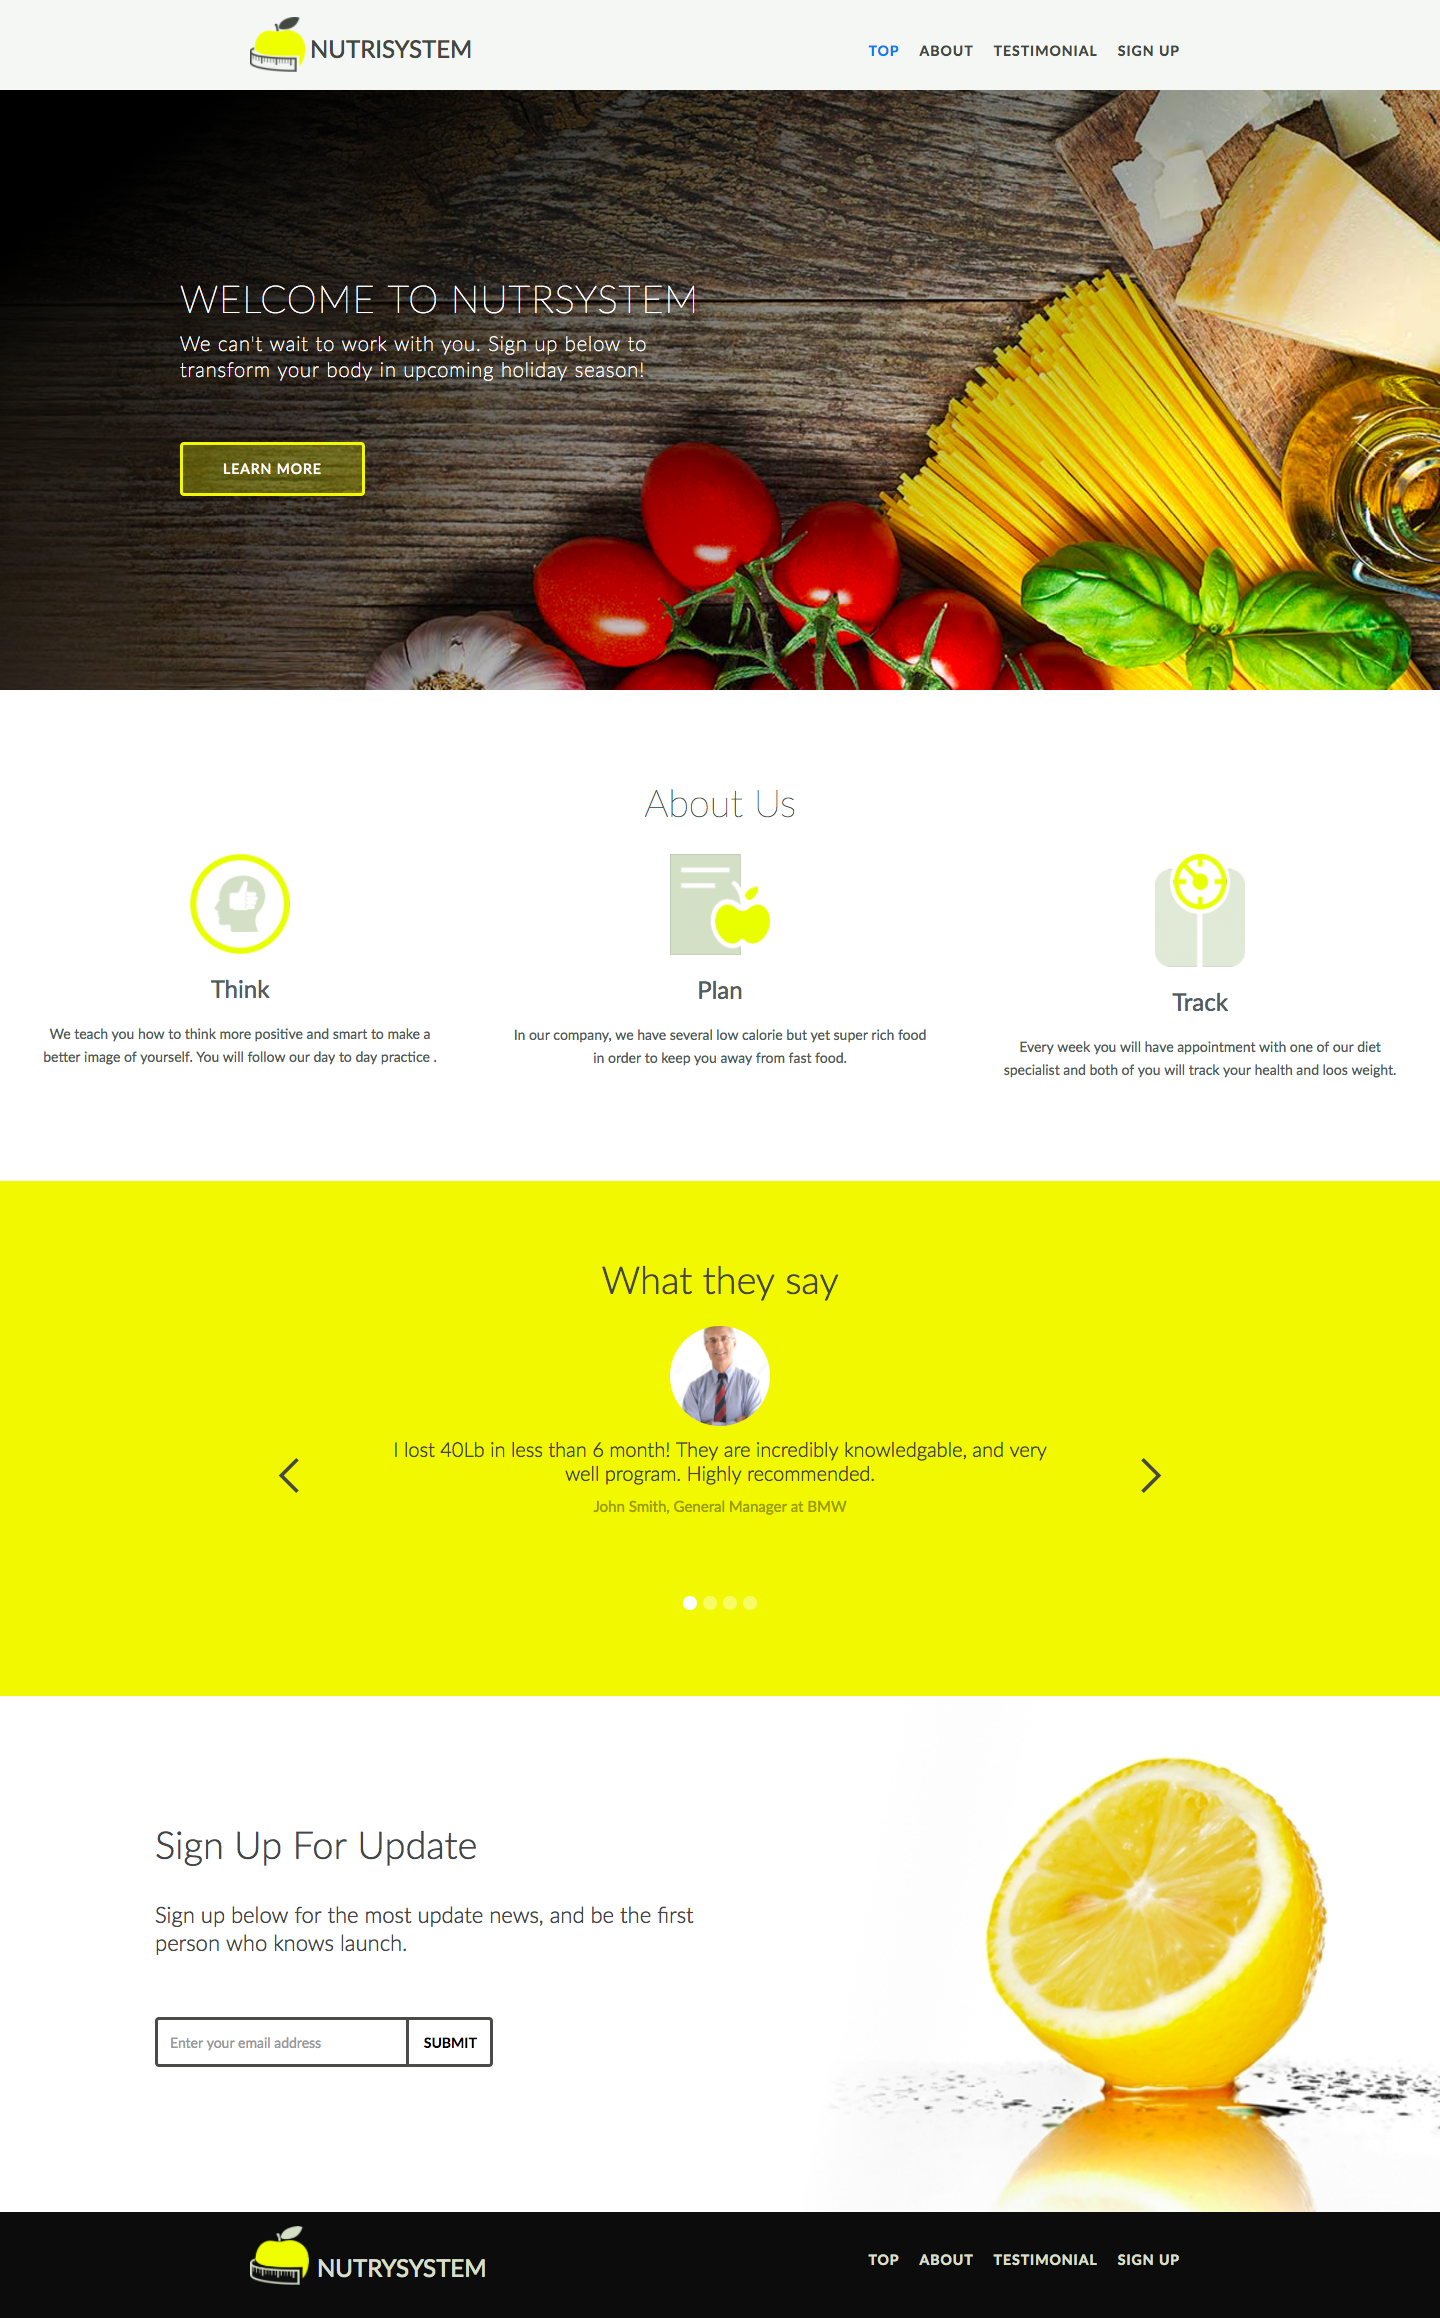 NUTRISYSTEM
TOP ABOUT TESTIMONIAL SIGN UP
WELCOME TO NUTRSYSTEM
We can't wait to work with you. Sign up below to
transform your body in upcoming holiday season!
LEARN MORE
About Us
Think
We teach you how to think more positive and smart to make a
better image of yourself. You will follow our day to day practice .
Plan
In our company, we have several low calorie but yet super rich food
in order to keep you away from fast food.
Track
Every week you will have appointment with one of our diet
specialist and both of you will track your health and loos weight.
What they say
I lost 40Lb in less than 6 month! They are incredibly knowledgable, and very
well program. Highly recommended.
John Smith, General Manager at BMW
Sign Up For Update
Sign up below for the most update news, and be the first
person who knows launch.
Enter your email address
SUBMIT
NUTRYSYSTEM
TOP ABOUT TESTIMONIAL SIGN UP